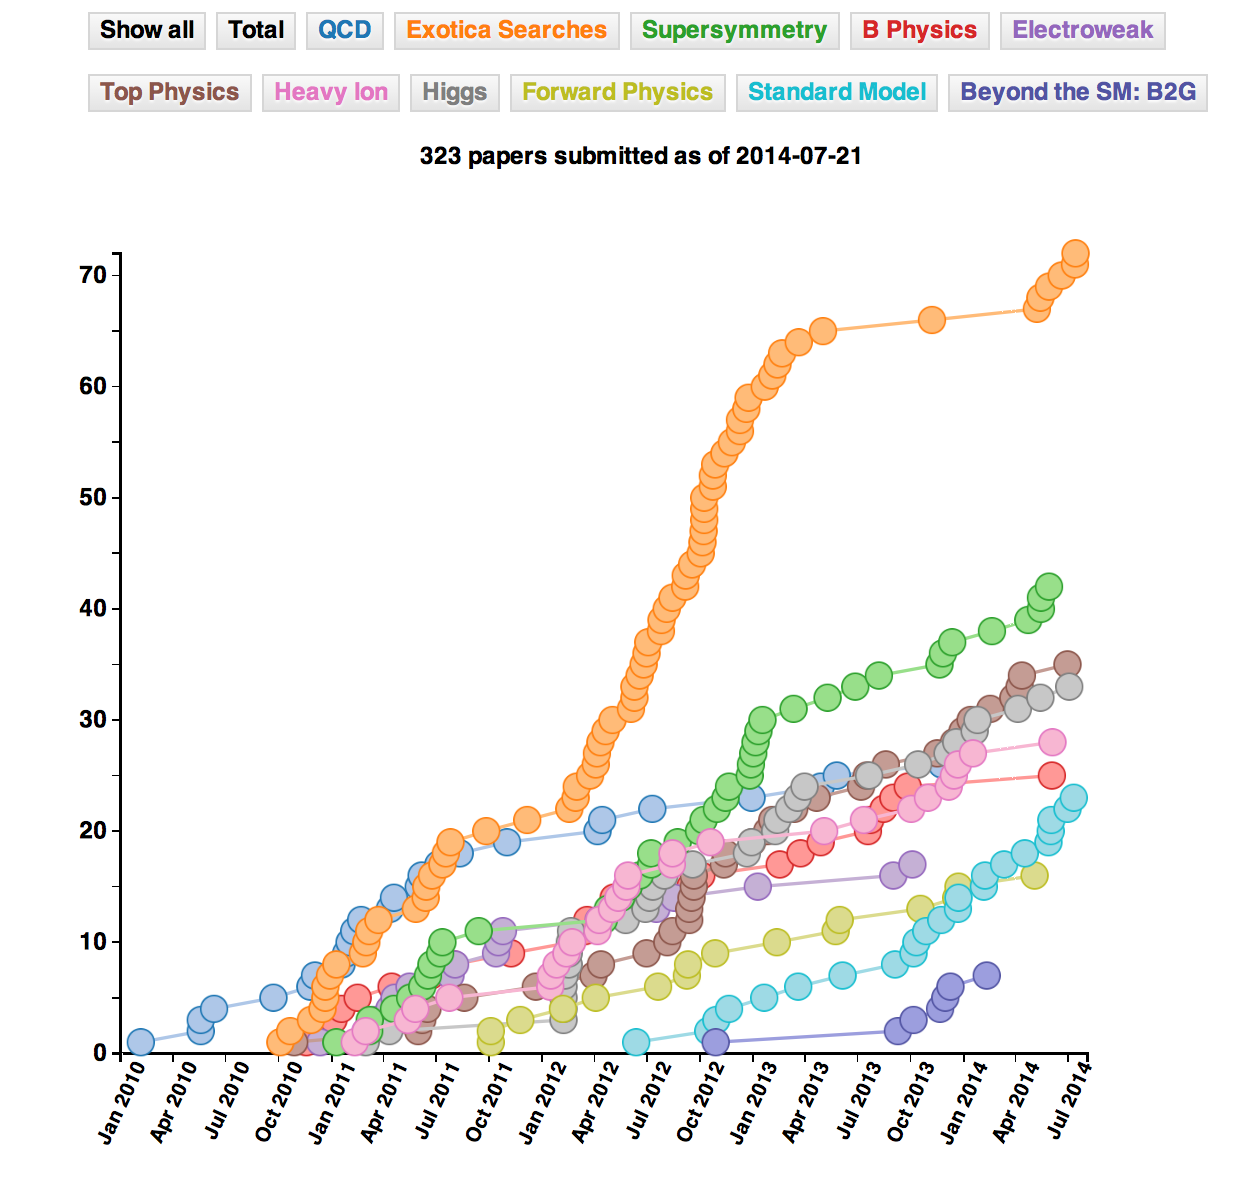 Show all Total QCD Exotica Searches Supersymmetry B Physics Electroweak
Top Physics Heavy Ion Higgs Forward Physics Standard Model Beyond the SM: B2G
323 papers submitted as of 2014-07-21
70
60
50
40
30
20
10
0
Jan 2010 Apr 2010 Jul 2010 Oct 2010 Jan 2011 Apr 2011 Jul 2011 Oct 2011 Jan 2012 Apr 2012 Jul 2012 Oct 2012 Jan 2013 Apr 2013 Jul 2013 Oct 2013 Jan 2014 Apr 2014 Jul 2014